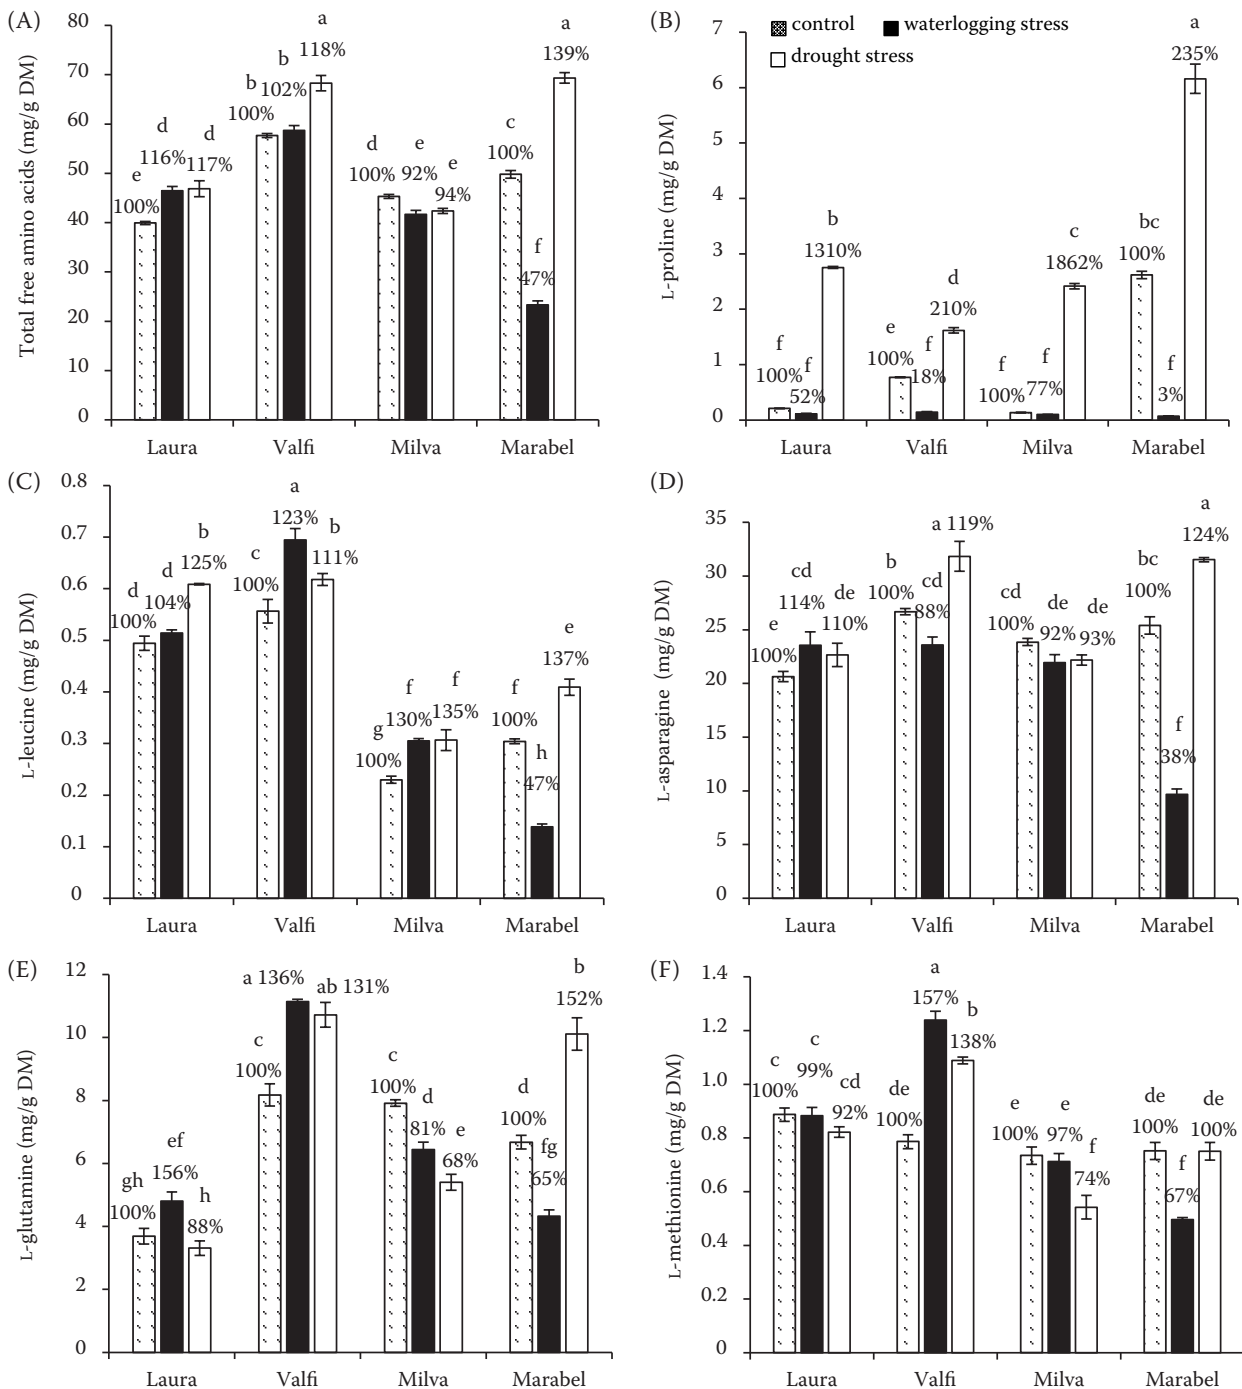 (A)
Total free amino acids (mg/g DM)
80
70
60
50
40
30
20
10
0
e
100%
d
116%
d
117%
b
100%
b
102%
a
118%
d
100%
e
92%
e
94%
c
100%
f
47%
a
139%
Laura Valfi Milva Marabel
(B)
control waterlogging stress
drought stress
L-proline (mg/g DM)
7
6
5
4
3
2
1
0
f
100%
f
52%
b
1310%
e
100%
f
18%
d
210%
f
100%
f
77%
c
1862%
bc
100%
f
3%
a
235%
Laura Valfi Milva Marabel
(C)
L-leucine (mg/g DM)
0.8
0.7
0.6
0.5
0.4
0.3
0.2
0.1
0
d
100%
d
104%
b
125%
c
100%
a
123%
b
111%
g
100%
f
130%
f
135%
f
100%
h
47%
e
137%
Laura Valfi Milva Marabel
(D)
L-asparagine (mg/g DM)
35
30
25
20
15
10
5
0
e
100%
cd
114%
de
110%
b
100%
cd
88%
a 119%
cd
100%
de
92%
de
93%
bc
100%
f
38%
a
124%
Laura Valfi Milva Marabel
(E)
L-glutamine (mg/g DM)
12
10
8
6
4
2
0
gh
100%
ef
156%
h
88%
c
100%
a 136%
ab 131%
c
100%
d
81%
e
68%
d
100%
fg
65%
b
152%
Laura Valfi Milva Marabel
(F)
L-methionine (mg/g DM)
1.4
1.2
1.0
0.8
0.6
0.4
0.2
0
c
100%
c
99%
cd
92%
de
100%
a
157%
b
138%
e
100%
e
97%
f
74%
de
100%
f
67%
de
100%
Laura Valfi Milva Marabel